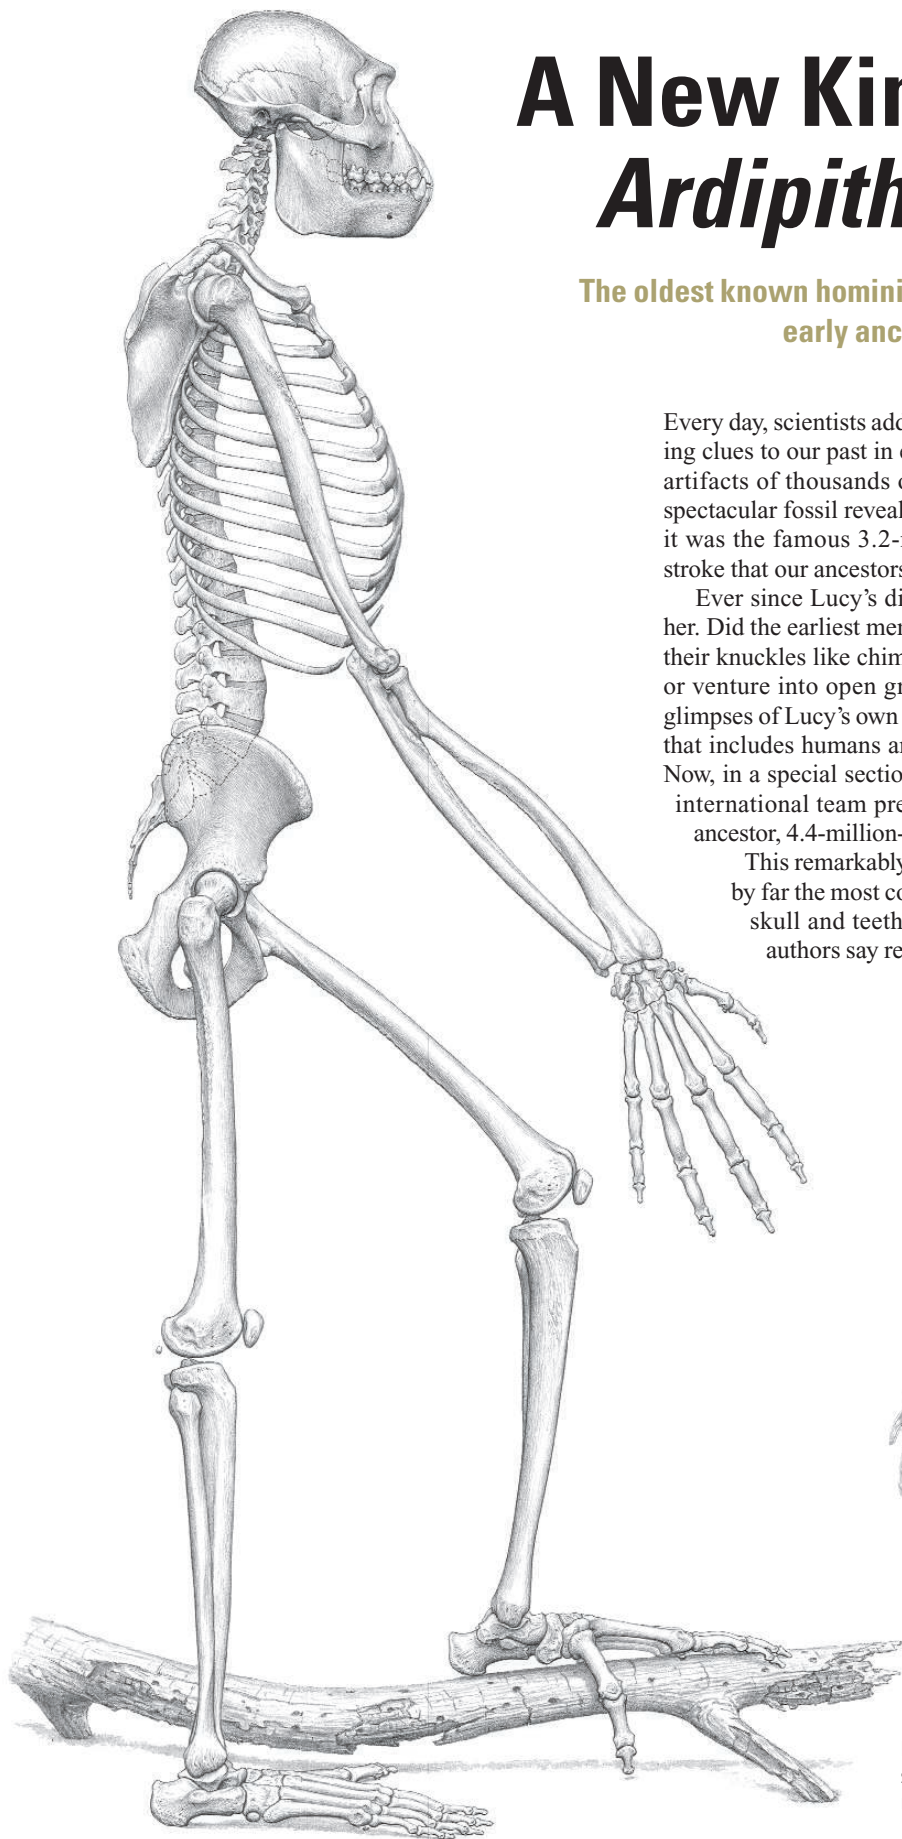 A New Kin
Ardipith
The oldest known homini
early anc
Every day, scientists add
ing clues to our past in
artifacts of thousands
spectacular fossil reveal
it was the famous 3.2-
stroke that our ancestors
Ever since Lucy’s di
her. Did the earliest mer
their knuckles like chim
or venture into open gr
glimpses of Lucy’s own
that includes humans an
Now, in a special sectio
international team pre
ancestor, 4.4-million-
This remarkably
by far the most co
skull and teeth
authors say re